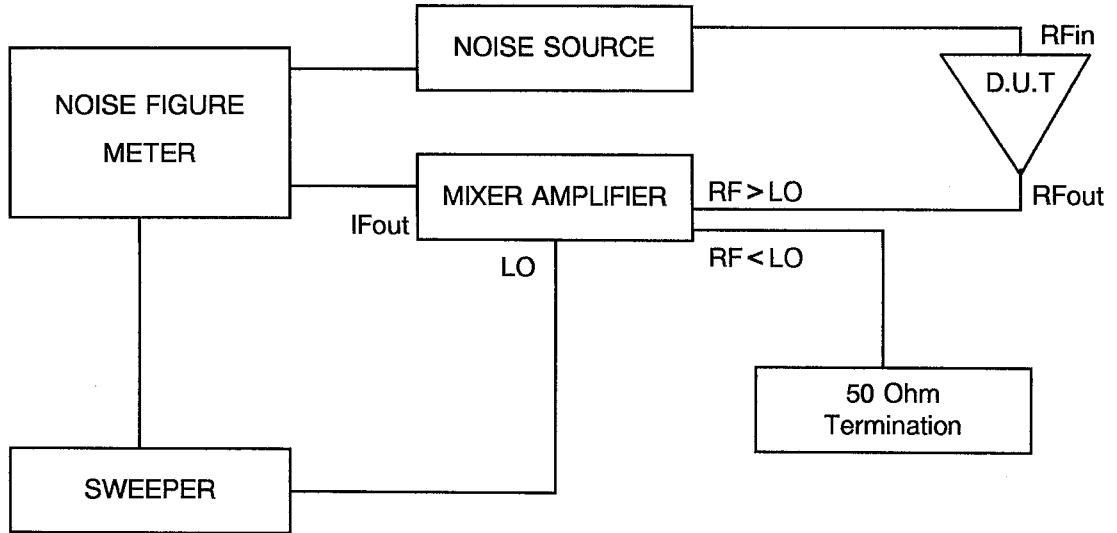 NOISE SOURCE
RFin
D.U.T
NOISE FIGURE
METER
MIXER AMPLIFIER
RF>LO
RFout
IFout
LO
RF<LO
50 Ohm
Termination
SWEEPER